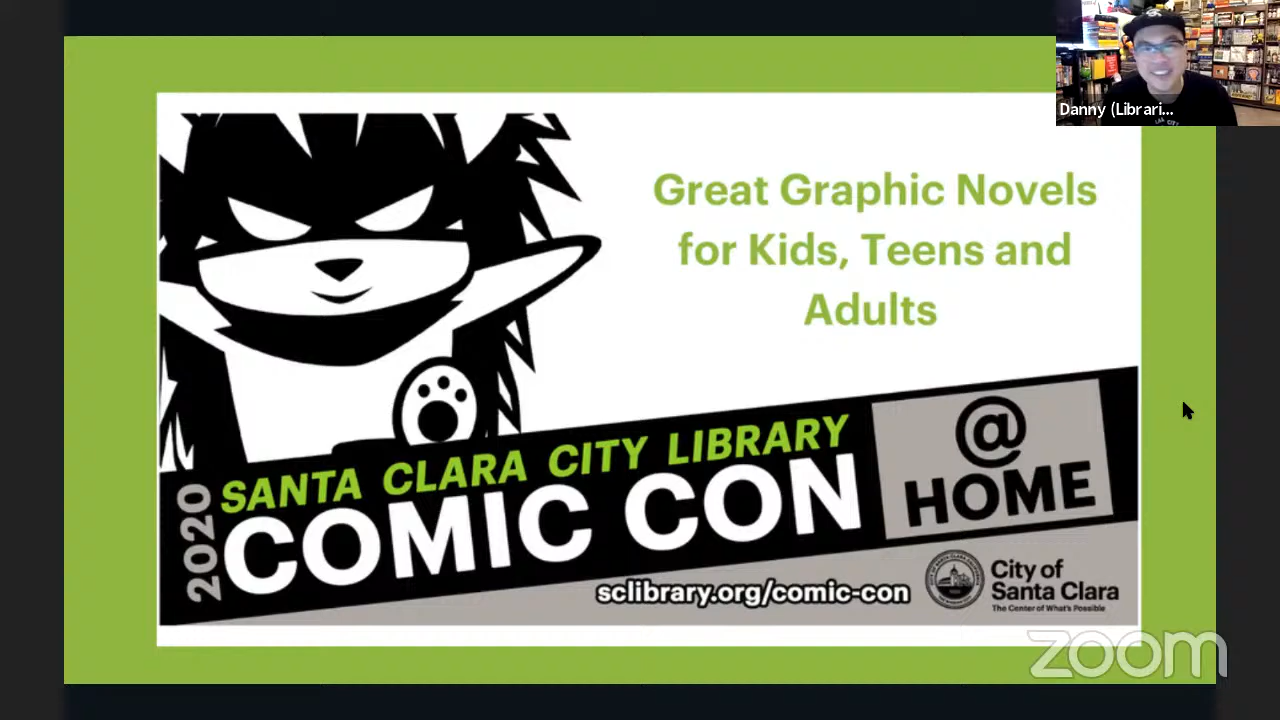 Danny (Librari...
Great Graphic Novels
for Kids, Teens and
Adults
2020
SANTA CLARA CITY LIBRARY
COMIC CON
@
HOME
sclibrary.org/comic-con
City of
Santa Clara
The Center of What's Possible
zoom